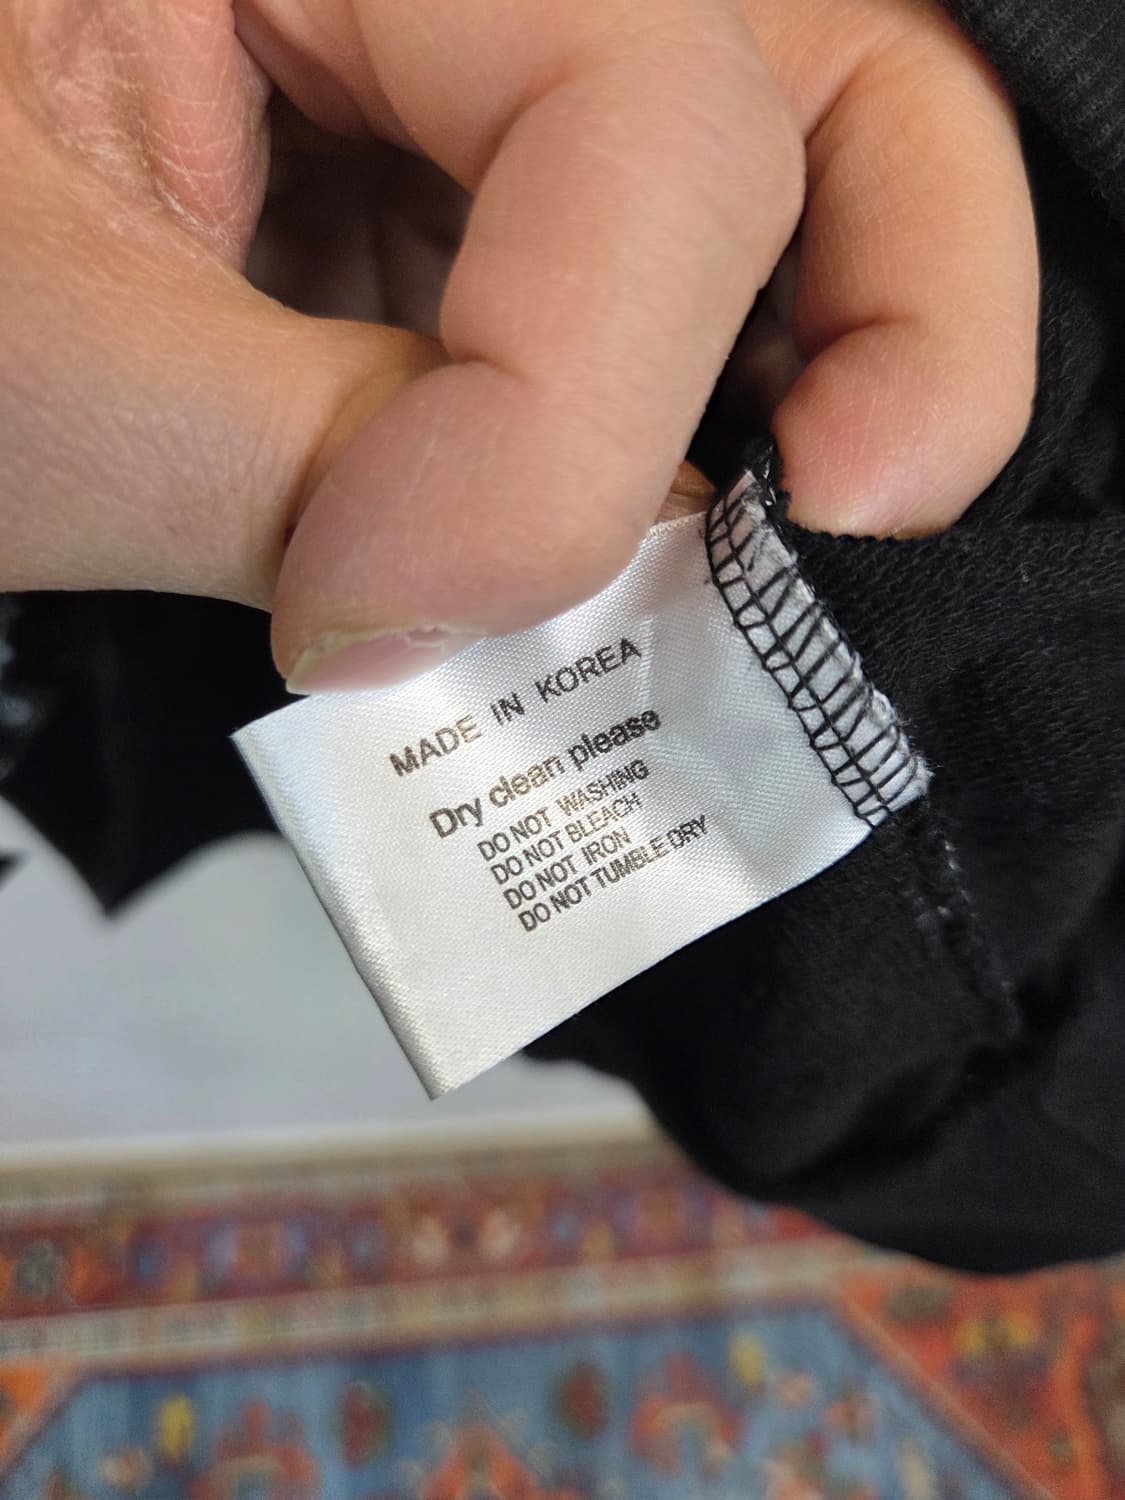 MADE IN KOREA
Dry clean please
DO NOT WASHING
DO NOT BLEACH
DO NOT IRON
DO NOT TUMBLE DRY